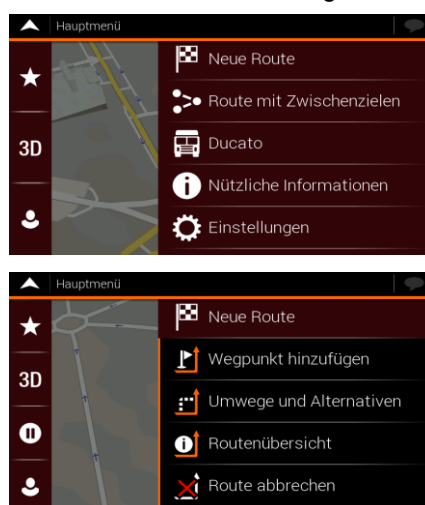 Hauptmenü
Neue Route
Route mit Zwischenzielen
3D
Ducato
Nützliche Informationen
Einstellungen
Hauptmenü
Neue Route
Wegpunkt hinzufügen
3D
Umwege und Alternativen
Routenübersicht
Route abbrechen